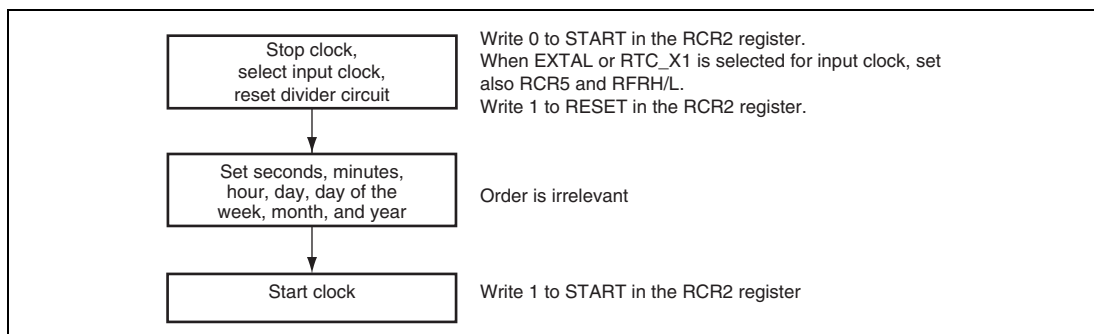 Stop clock,
select input clock,
reset divider circuit
Write 0 to START in the RCR2 register.
When EXTAL or RTC_X1 is selected for input clock, set
also RCR5 and RFRH/L.
Write 1 to RESET in the RCR2 register.
Set seconds, minutes,
hour, day, day of the
week, month, and year
Order is irrelevant
Start clock
Write 1 to START in the RCR2 register